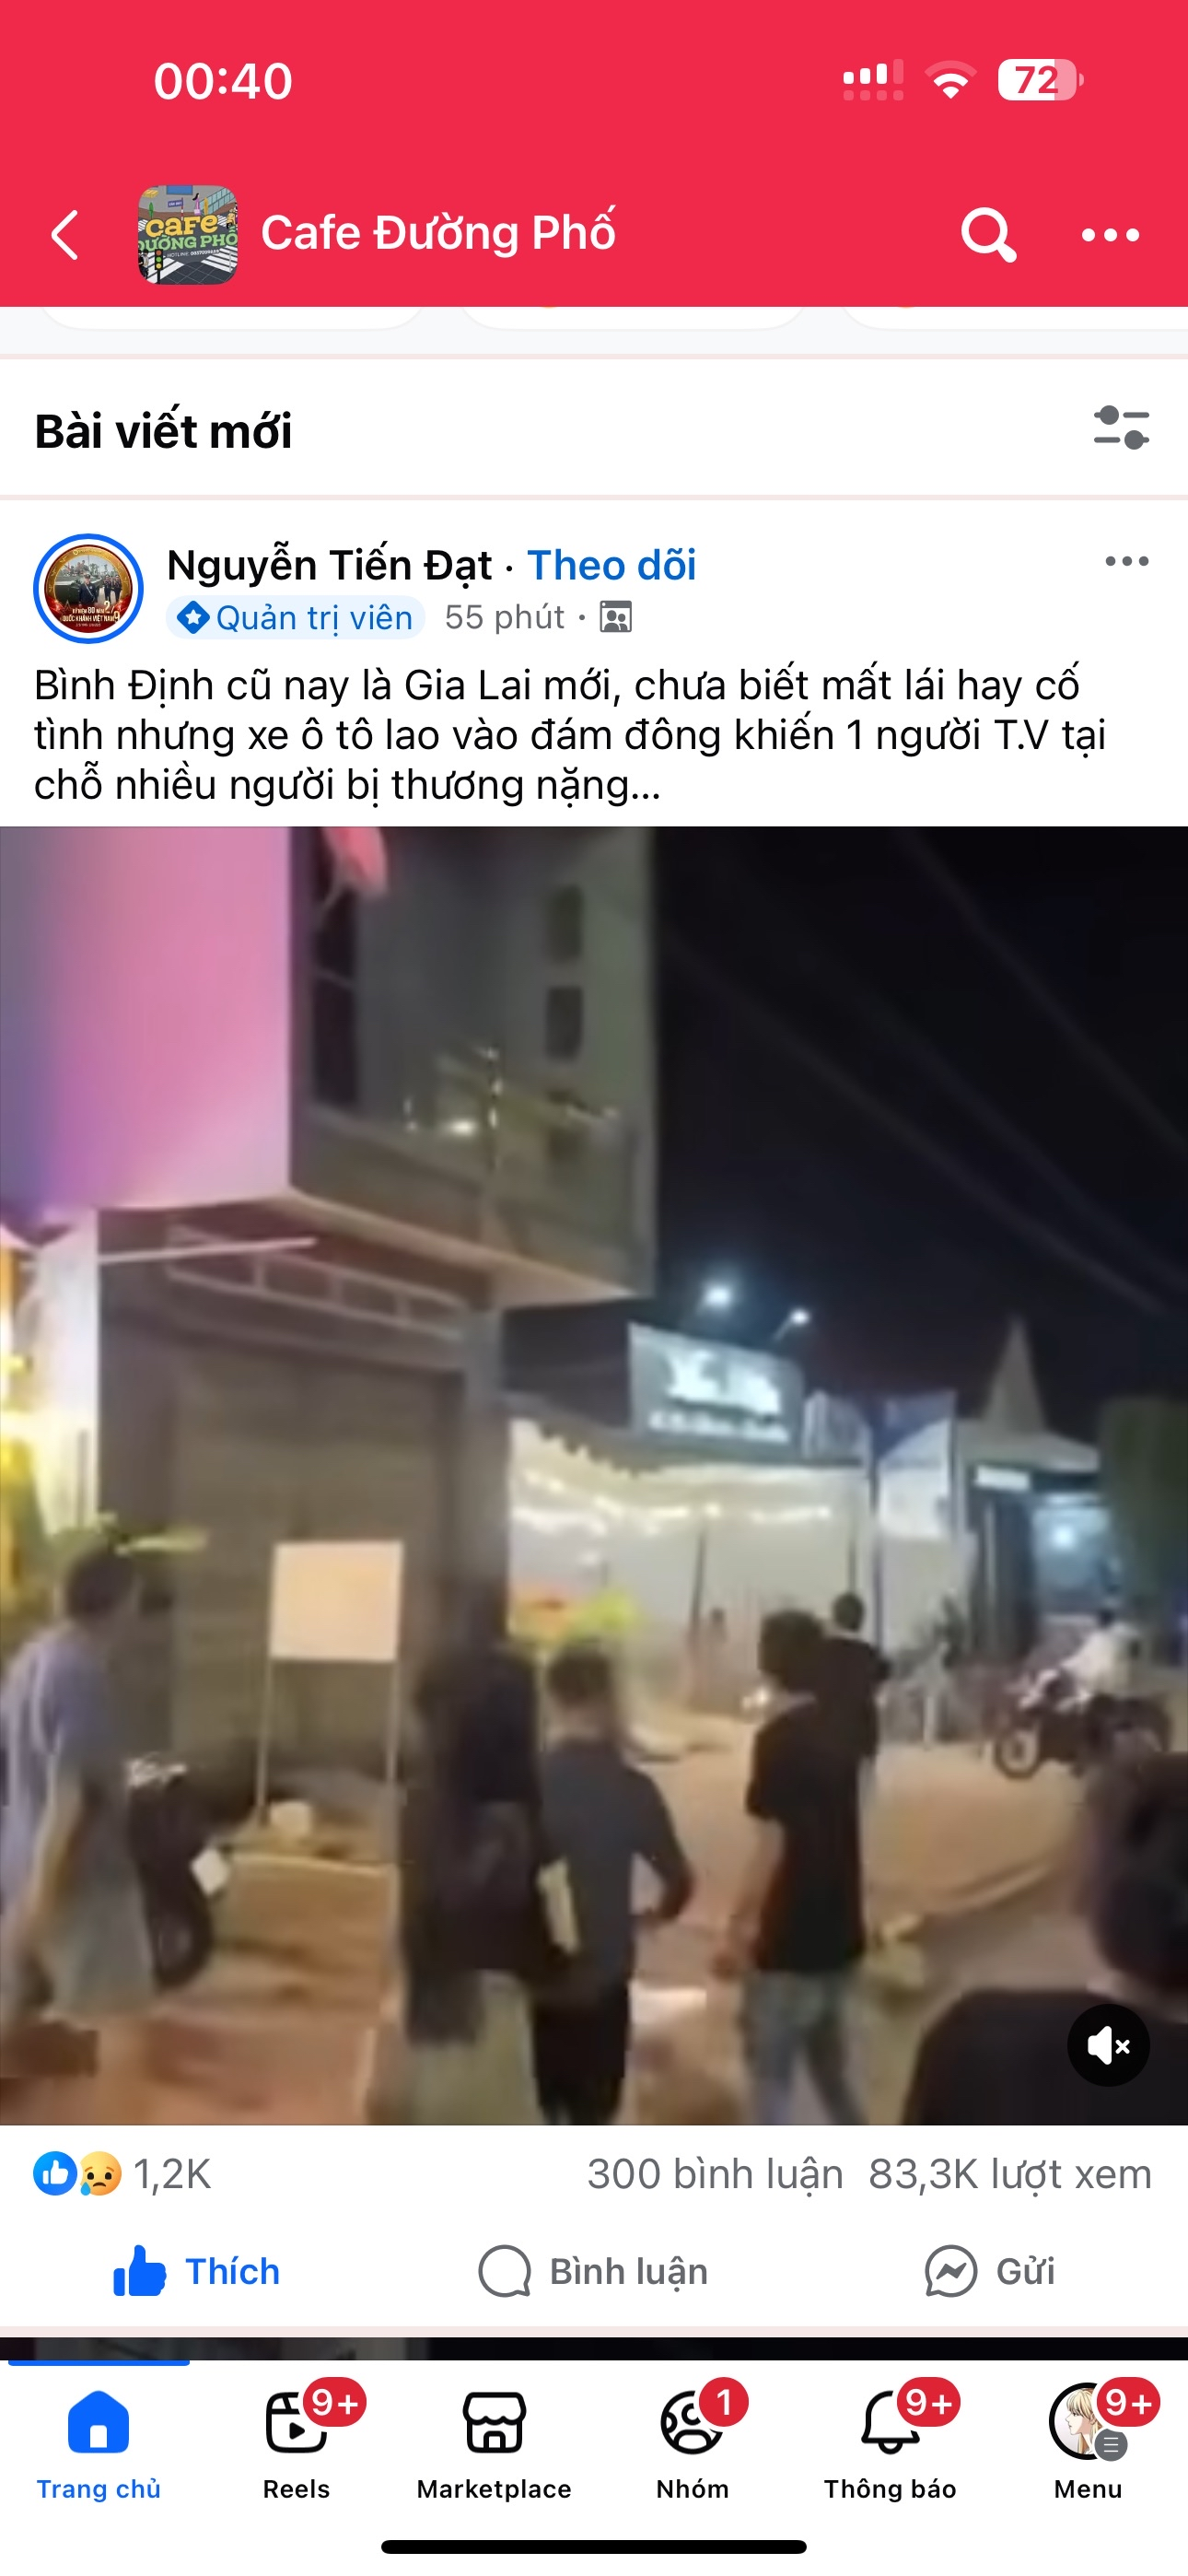 00:40
72
Cafe Đường Phố
CaFe
ĐƯỜNG PHỐ
Bài viết mới
Nguyễn Tiến Đạt · Theo dõi
Quản trị viên 55 phút ·
Bình Định cũ nay là Gia Lai mới, chưa biết mất lái hay cố
tình nhưng xe ô tô lao vào đám đông khiến 1 người T.V tại
chỗ nhiều người bị thương nặng...
1,2K
300 bình luận 83,3K lượt xem
Thích
Bình luận
Gửi
9+
1
9+
9+
Trang chủ
Reels
Marketplace
Nhóm
Thông báo
Menu